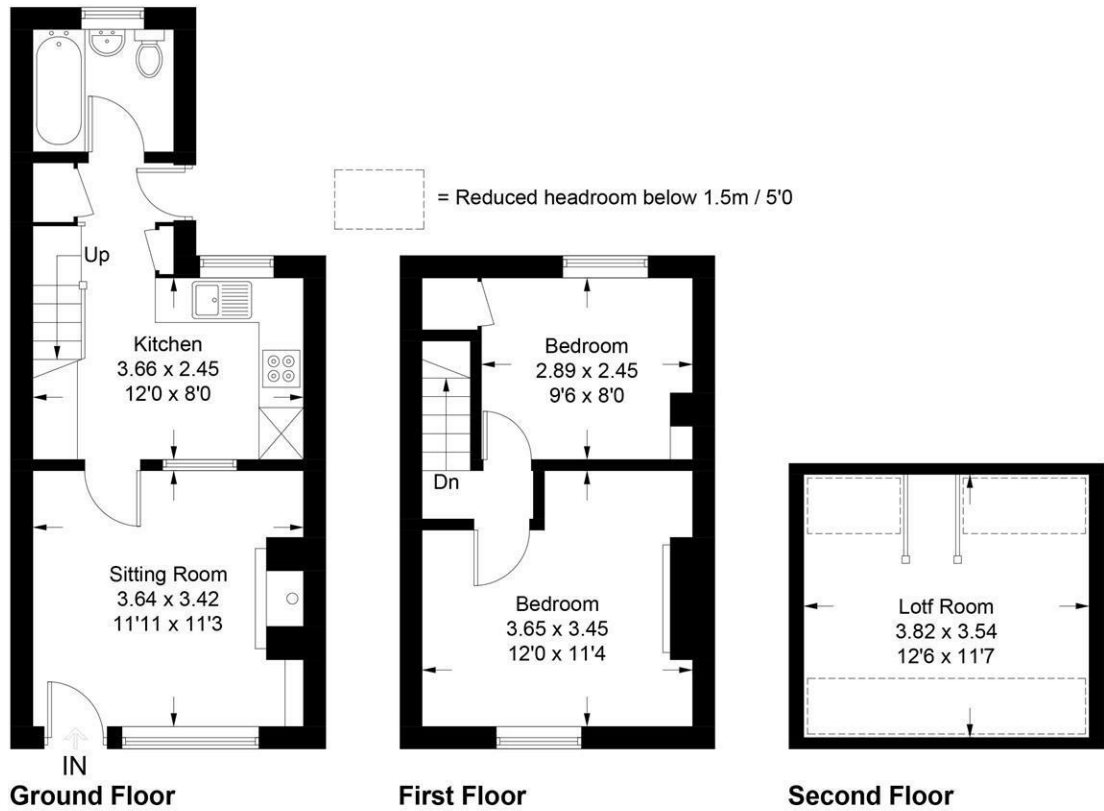 = Reduced headroom below 1.5m / 5'0
Up
Kitchen
3.66 x 2.45
12'0 x 8'0
Sitting Room
3.64 x 3.42
11'11 x 11'3
IN
Ground Floor
Bedroom
2.89 x 2.45
9'6 x 8'0
Dn
Bedroom
3.65 x 3.45
12'0 x 11'4
First Floor
Lotf Room
3.82 x 3.54
12'6 x 11'7
Second Floor